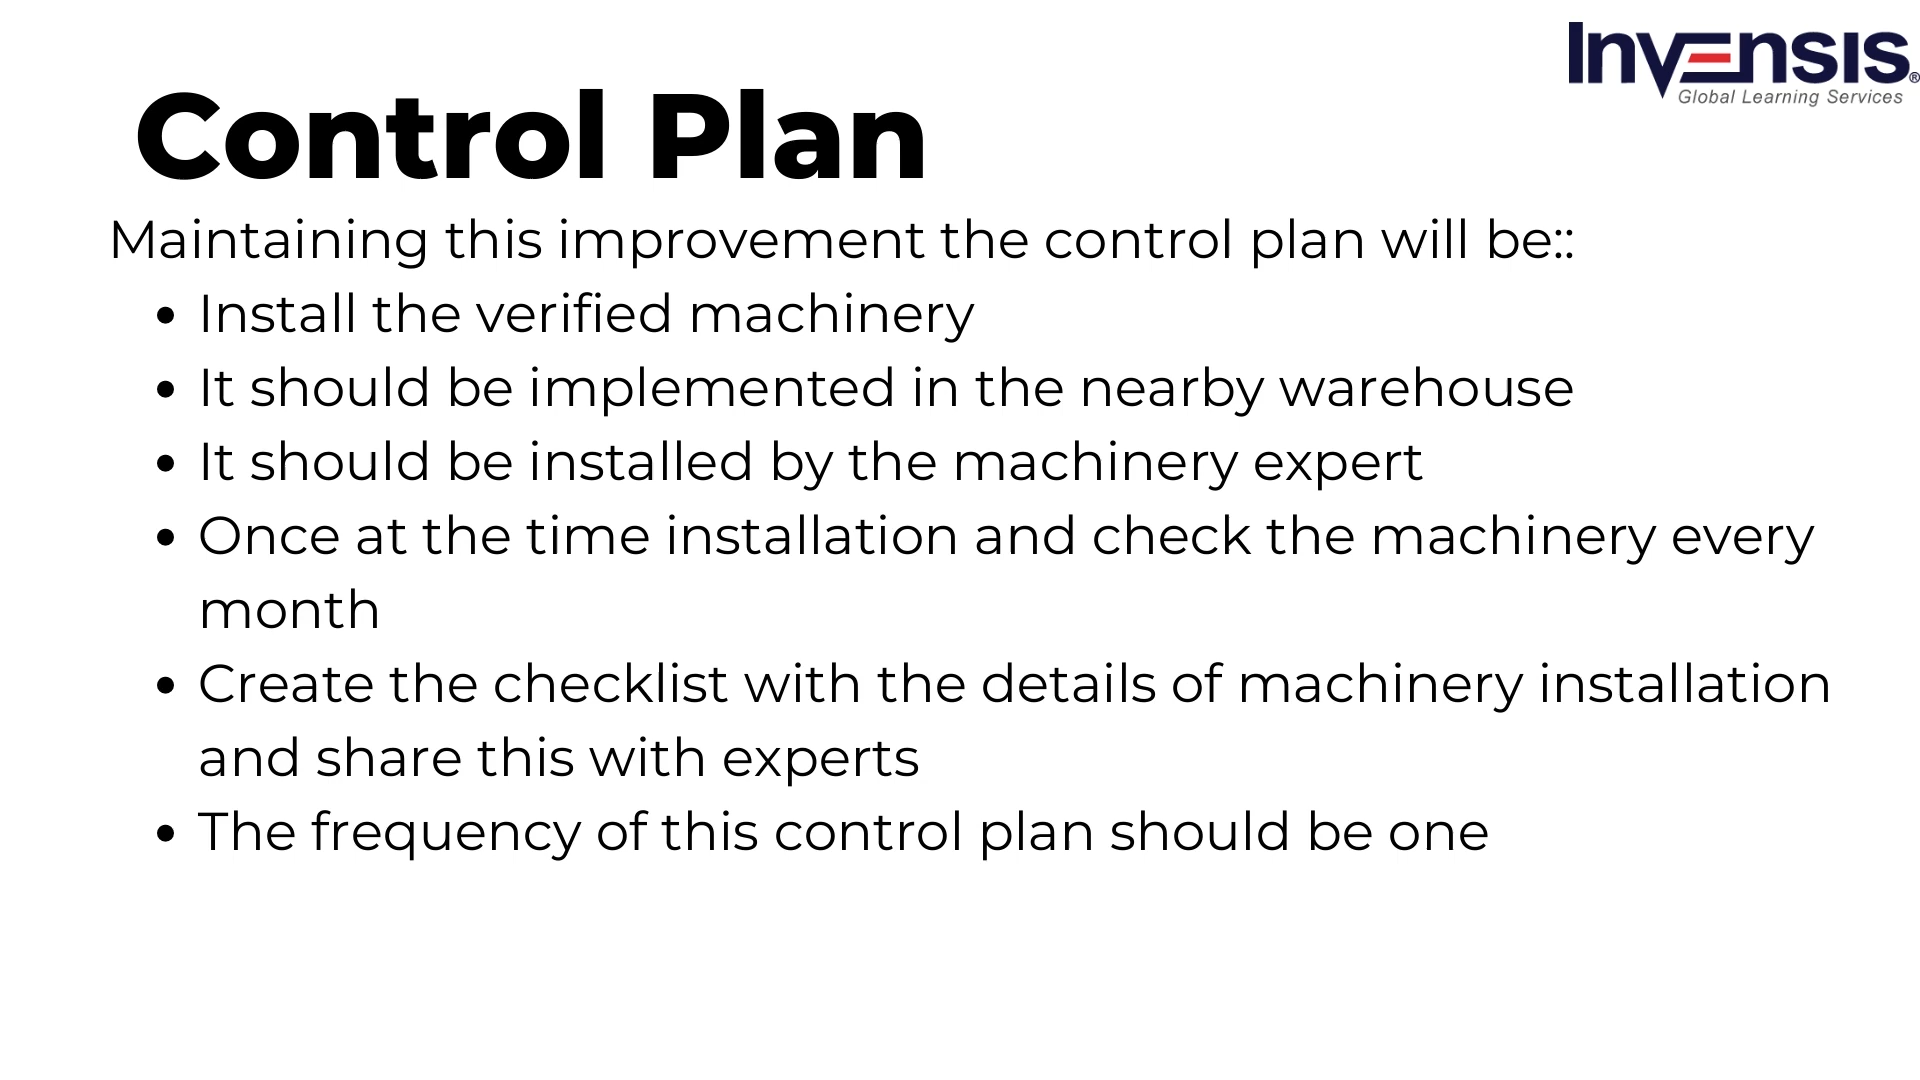 Invensis®
Global Learning Services
Control Plan
Maintaining this improvement the control plan will be::
• Install the verified machinery
• It should be implemented in the nearby warehouse
• It should be installed by the machinery expert
• Once at the time installation and check the machinery every
month
• Create the checklist with the details of machinery installation
and share this with experts
• The frequency of this control plan should be one